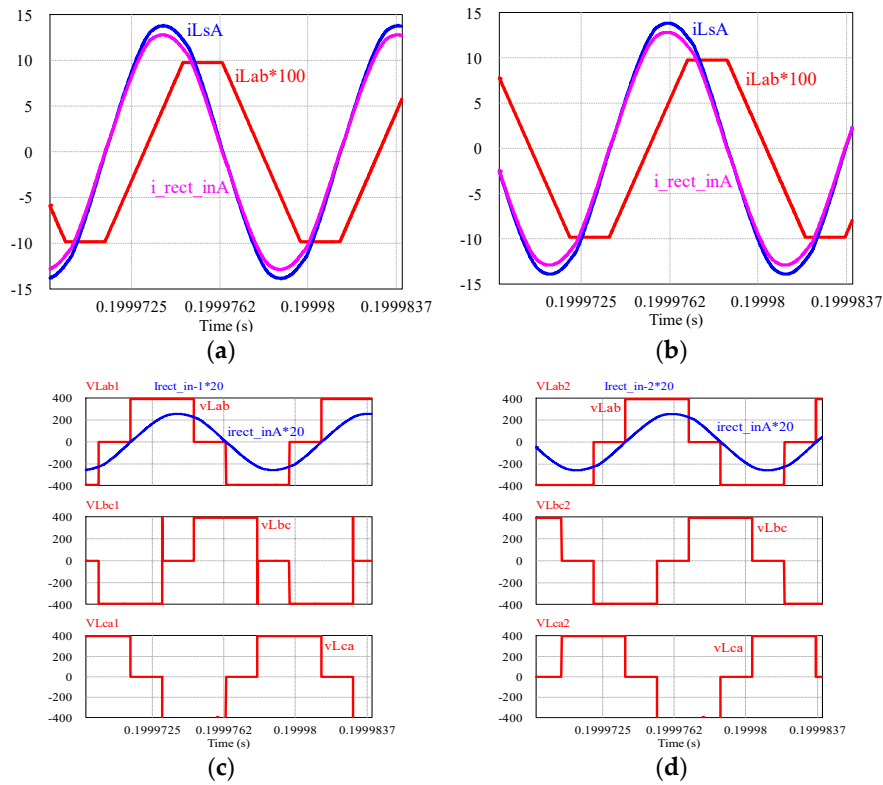 15
iLsA
10
iLab*100
5
0
-5
i_rect_inA
-10
-15
0.1999725
0.1999762
0.19998
0.1999837
Time (s)
(a)
15
iLsA
10
iLab*100
5
0
i_rect_inA
-5
-10
-15
0.1999725
0.1999762
0.19998
0.1999837
Time (s)
(b)
VLab1
Irect_in-1*20
400
vLab
200
irect_inA*20
0
-200
-400
VLbc1
400
vLbc
200
0
-200
-400
VLca1
400
vLca
200
0
-200
-400
0.1999725
0.1999762
0.19998
0.1999837
Time (s)
(c)
VLab2
Irect_in-2*20
400
vLab
200
irect_inA*20
0
-200
-400
VLbc2
400
vLbc
200
0
-200
-400
VLca2
400
vLca
200
0
-200
-400
0.1999725
0.1999762
0.19998
0.1999837
Time (s)
(d)